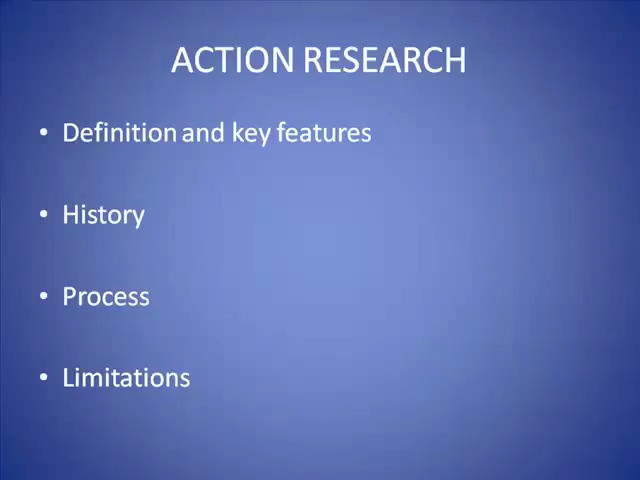 ACTION RESEARCH
• Definition and key features
• History
• Process
• Limitations